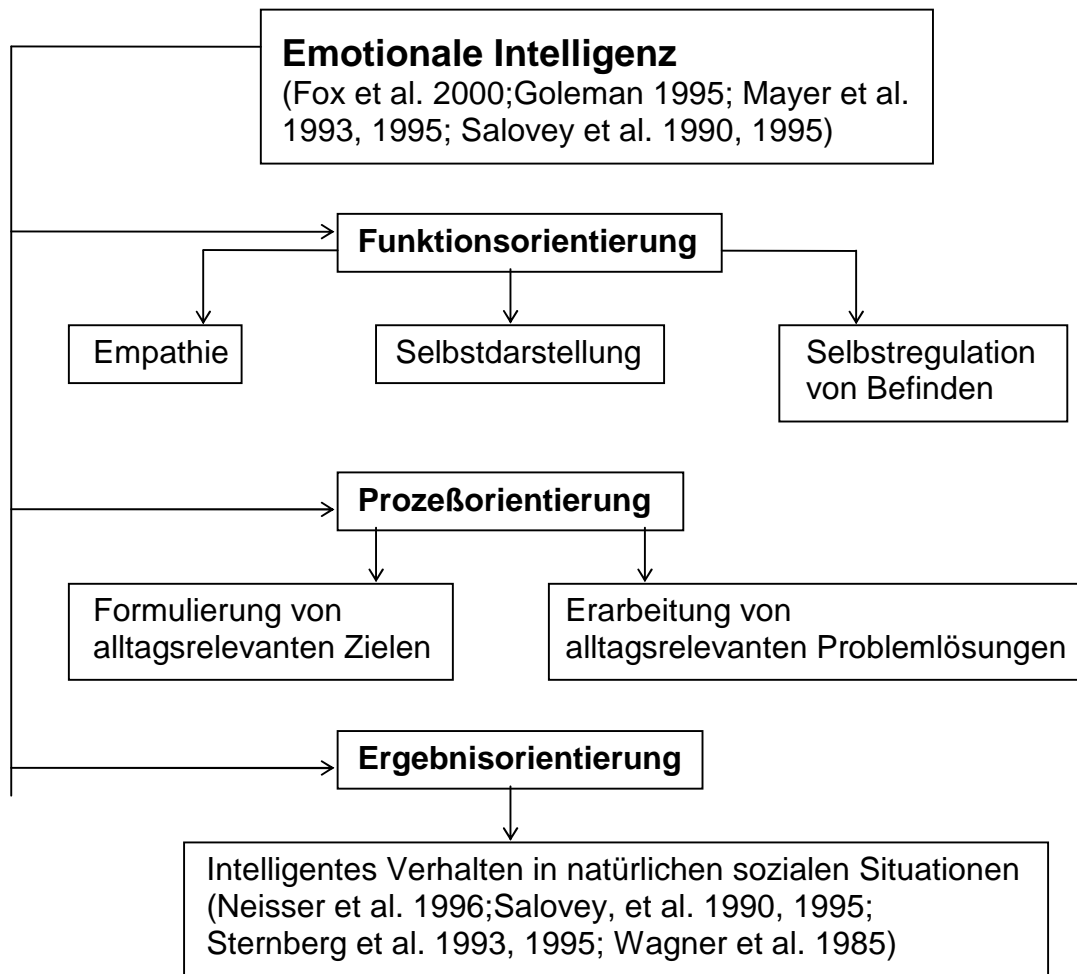 Emotionale Intelligenz
(Fox et al. 2000;Goleman 1995; Mayer et al.
1993, 1995; Salovey et al. 1990, 1995)
Funktionsorientierung
Empathie
Selbstdarstellung
Selbstregulation
von Befinden
Prozeßorientierung
Formulierung von
alltagsrelevanten Zielen
Erarbeitung von
alltagsrelevanten Problemlösungen
Ergebnisorientierung
Intelligentes Verhalten in natürlichen sozialen Situationen
(Neisser et al. 1996;Salovey, et al. 1990, 1995;
Sternberg et al. 1993, 1995; Wagner et al. 1985)